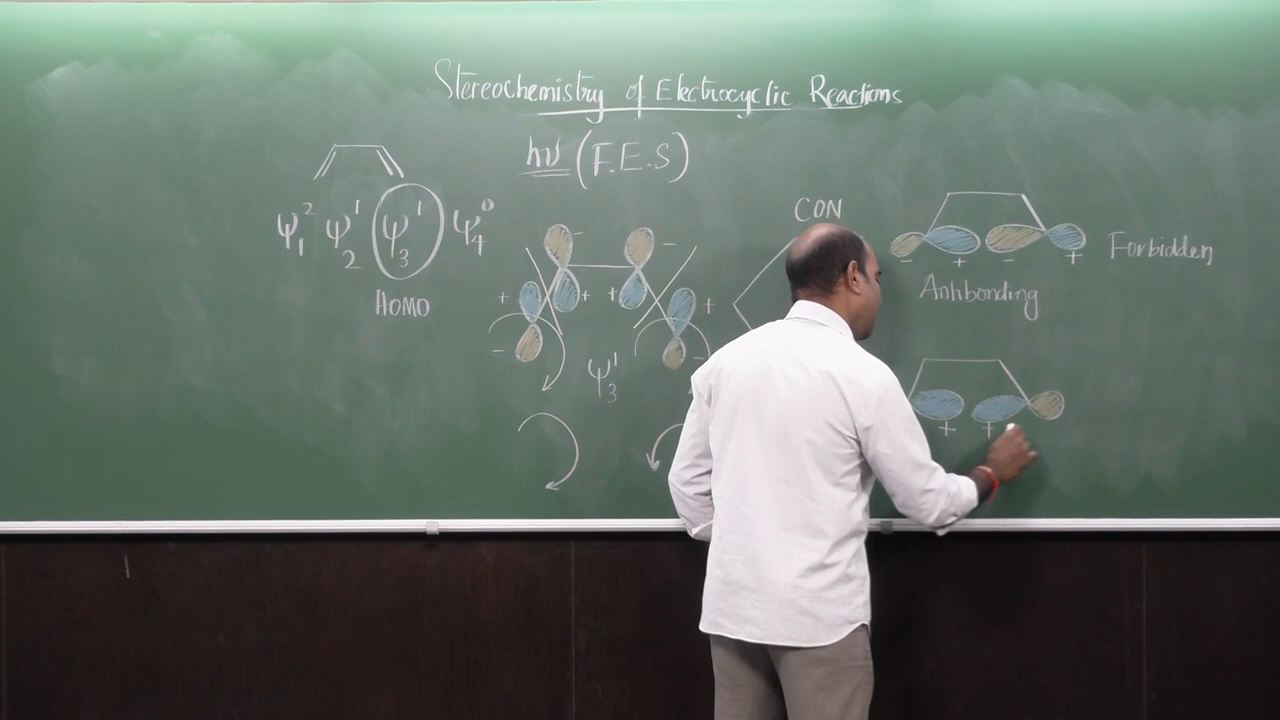 Stereochemistry of Electrocyclic Reactions
hν (F.E.S)
ψ₁² ψ₂¹ ψ₃¹ ψ₄⁰
HOMO
- -
+ + + +
- -
ψ₃¹
CON
- + - +
Forbidden
Antibonding
+ +